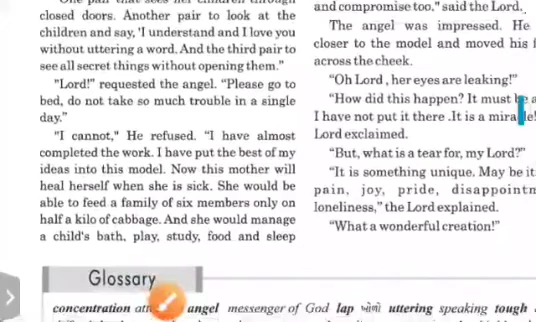 closed doors. Another pair to look at the
children and say, 'I understand and I love you
without uttering a word. And the third pair to
see all secret things without opening them."
"Lord!" requested the angel. "Please go to
bed, do not take so much trouble in a single
day."
"I cannot," He refused. "I have almost
completed the work. I have put the best of my
ideas into this model. Now this mother will
heal herself when she is sick. She would be
able to feed a family of six members only on
half a kilo of cabbage. And she would manage
a child's bath, play, study, food and sleep
and compromise too." said the Lord.
The angel was impressed. He
closer to the model and moved his
across the cheek.
"Oh Lord , her eyes are leaking!"
"How did this happen? It must
I have not put it there .It is a
Lord exclaimed.
"But, what is a tear for, my Lord?"
"It is something unique. May be it
pain, joy, pride,
loneliness," the Lord explained.
"What a wonderful creation!"
Glossary
concentration angel messenger of God lap ખોળો uttering speaking tough